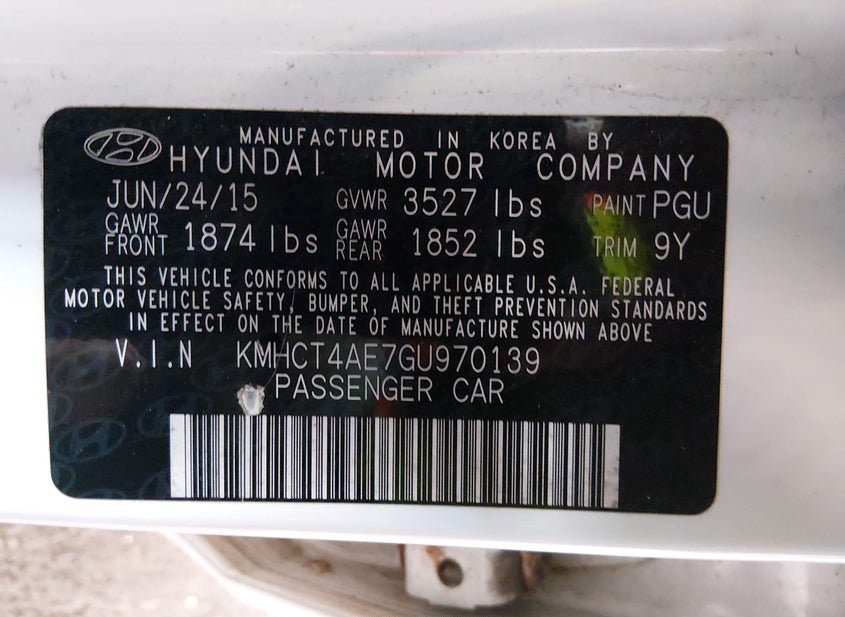 MANUFACTURED IN KOREA BY
HYUNDAI MOTOR COMPANY
JUN/24/15 GVWR 3527 lbs PAINT PGU
GAWR FRONT 1874 lbs GAWR REAR 1852 lbs TRIM 9Y
THIS VEHICLE CONFORMS TO ALL APPLICABLE U.S.A. FEDERAL
MOTOR VEHICLE SAFETY, BUMPER, AND THEFT PREVENTION STANDARDS
IN EFFECT ON THE DATE OF MANUFACTURE SHOWN ABOVE
V.I.N KMHCT4AE7GU970139
PASSENGER CAR